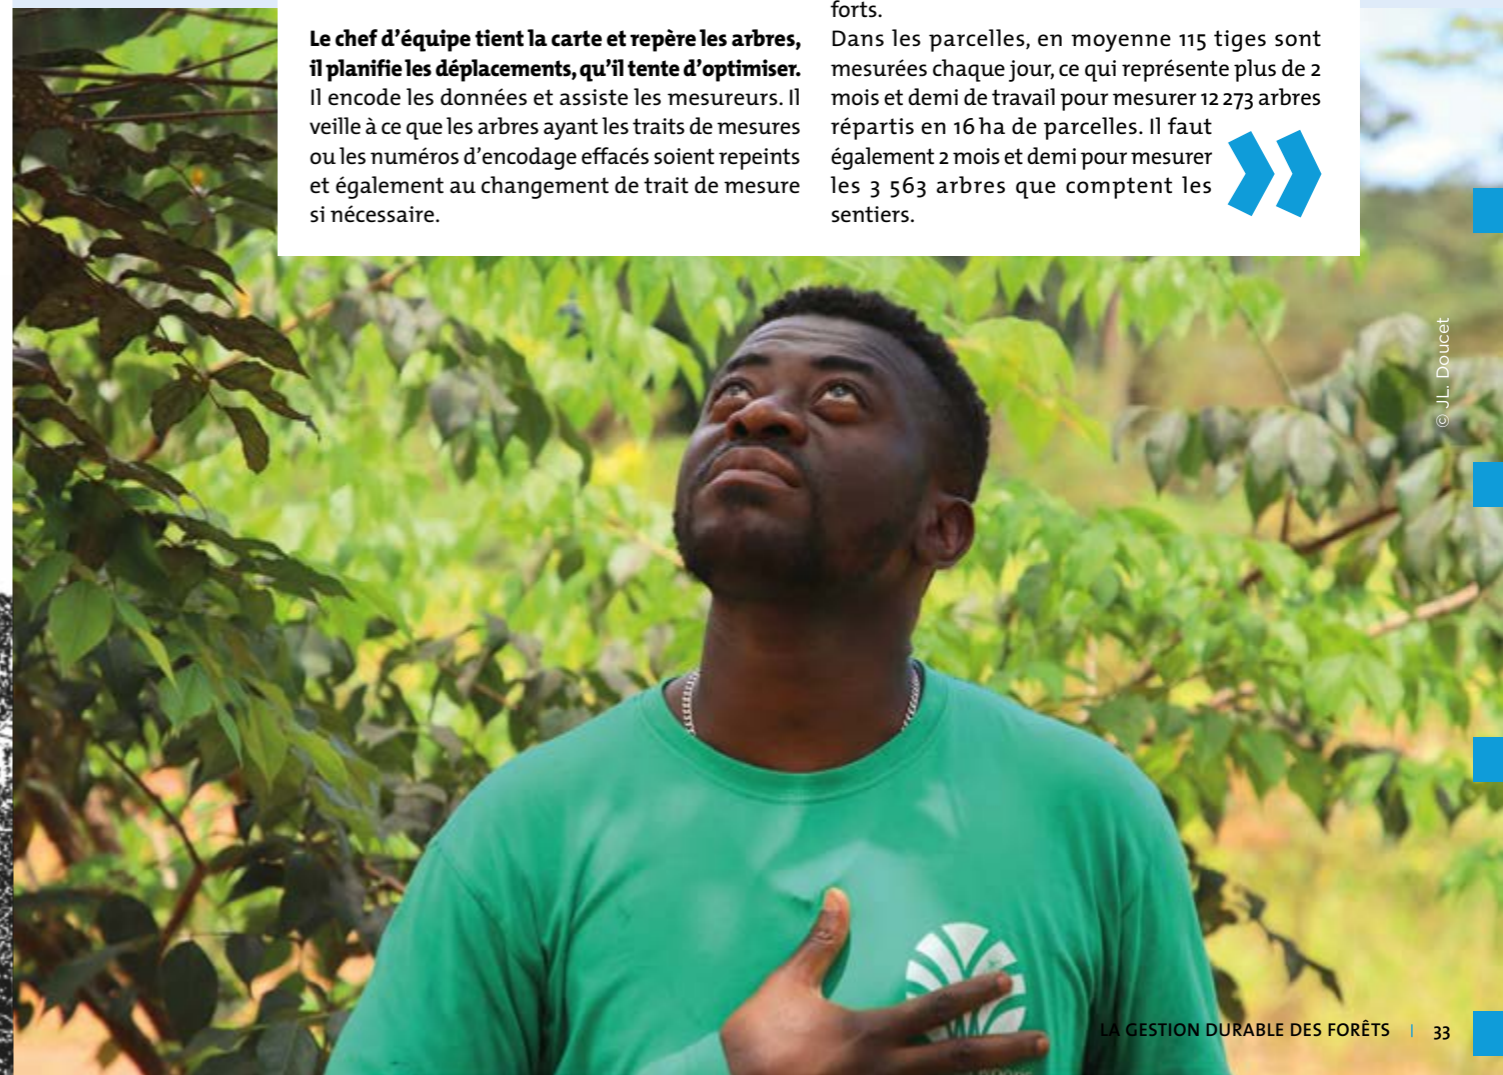 Le chef d'équipe tient la carte et repère les arbres,
il planifie les déplacements, qu'il tente d'optimiser.
Il encode les données et assiste les mesureurs. Il
veille à ce que les arbres ayant les traits de mesures
ou les numéros d'encodage effacés soient repeints
et également au changement de trait de mesure
si nécessaire.
forts.
Dans les parcelles, en moyenne 115 tiges sont
mesurées chaque jour, ce qui représente plus de 2
mois et demi de travail pour mesurer 12 273 arbres
répartis en 16 ha de parcelles. Il faut
également 2 mois et demi pour mesurer
les 3 563 arbres que comptent les
sentiers.
© JL. Doucet
LA GESTION DURABLE DES FORÊTS | 33